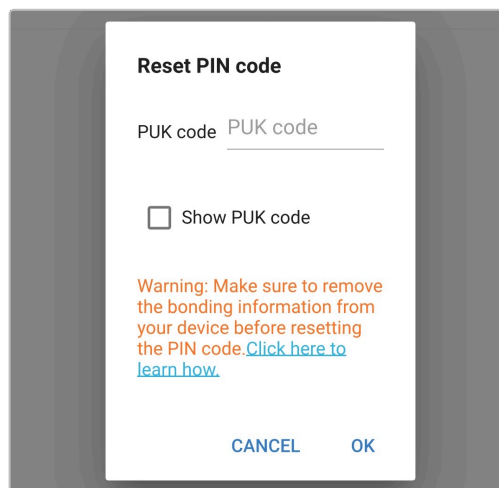 Reset PIN code
PUK code PUK code
Show PUK code
Warning: Make sure to remove
the bonding information from
your device before resetting
the PIN code.Click here to
learn how.
CANCEL OK